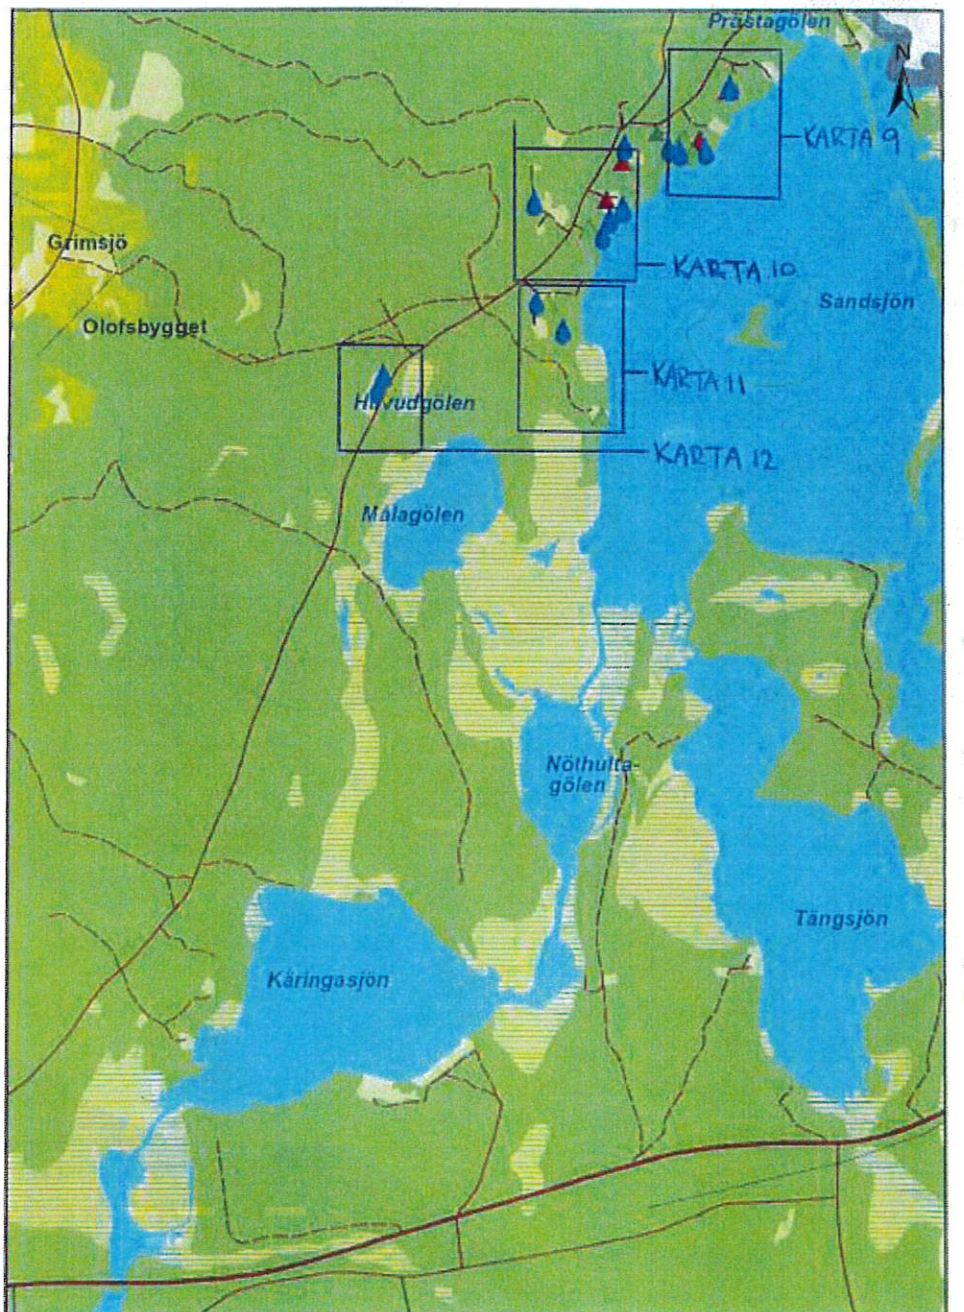 Prästagölen
N
KARTA 9
Grimsjö
KARTA 10
Sandsjön
Olofsbygget
KARTA 11
Huvudgölen
KARTA 12
Målagölen
Nöthulta-
gölen
Tängsjön
Käringasjön